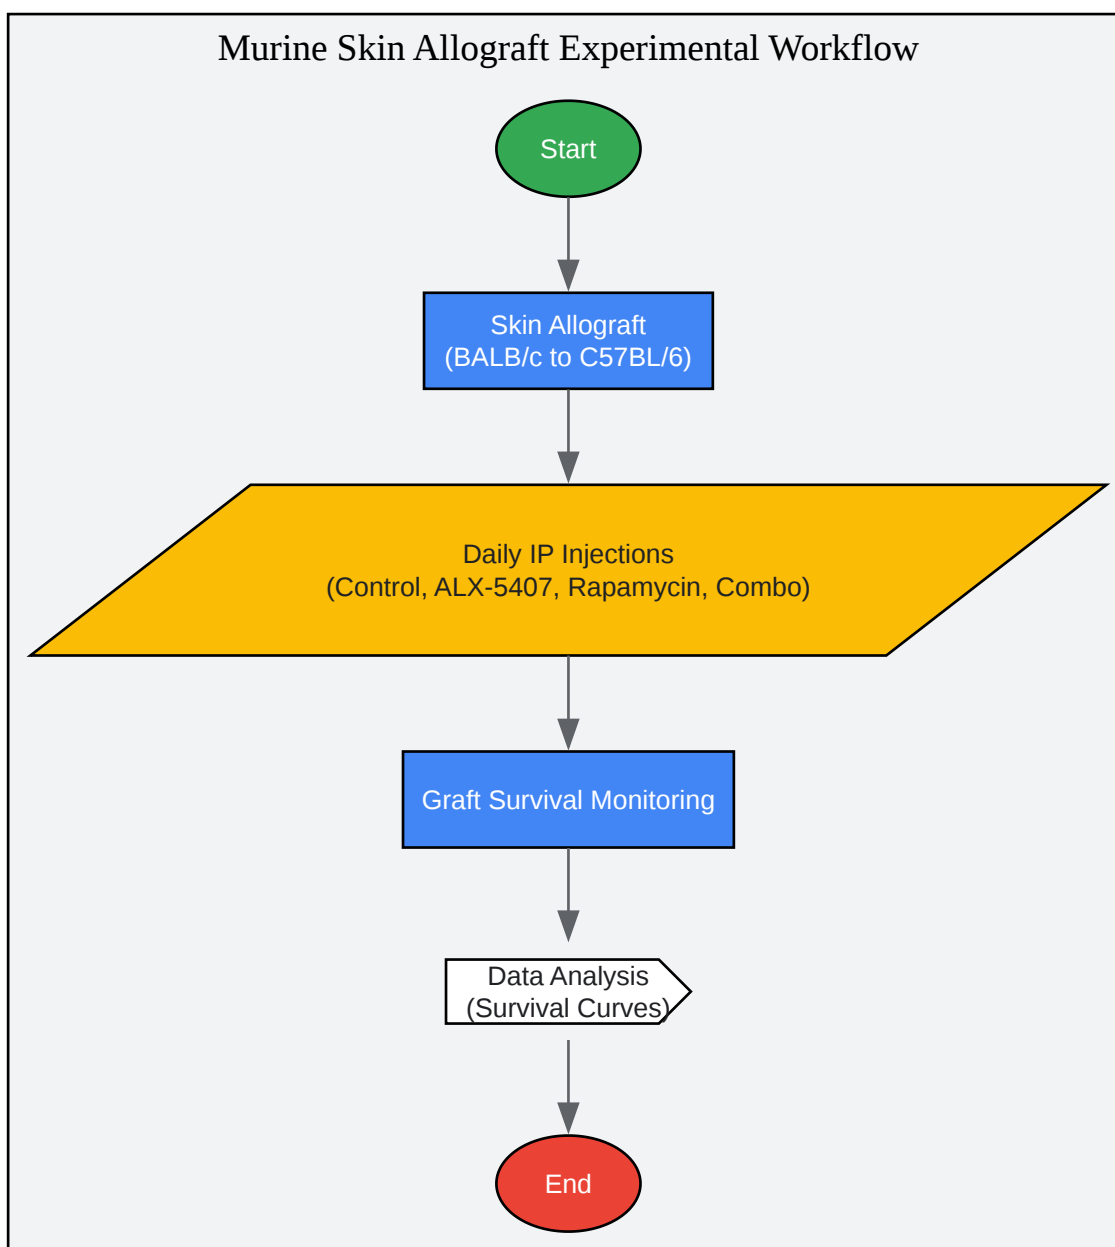 Murine Skin Allograft Experimental Workflow
Start
Skin Allograft
(BALB/c to C57BL/6)
Daily IP Injections
(Control, ALX-5407, Rapamycin, Combo)
Graft Survival Monitoring
Data Analysis
(Survival Curves)
End